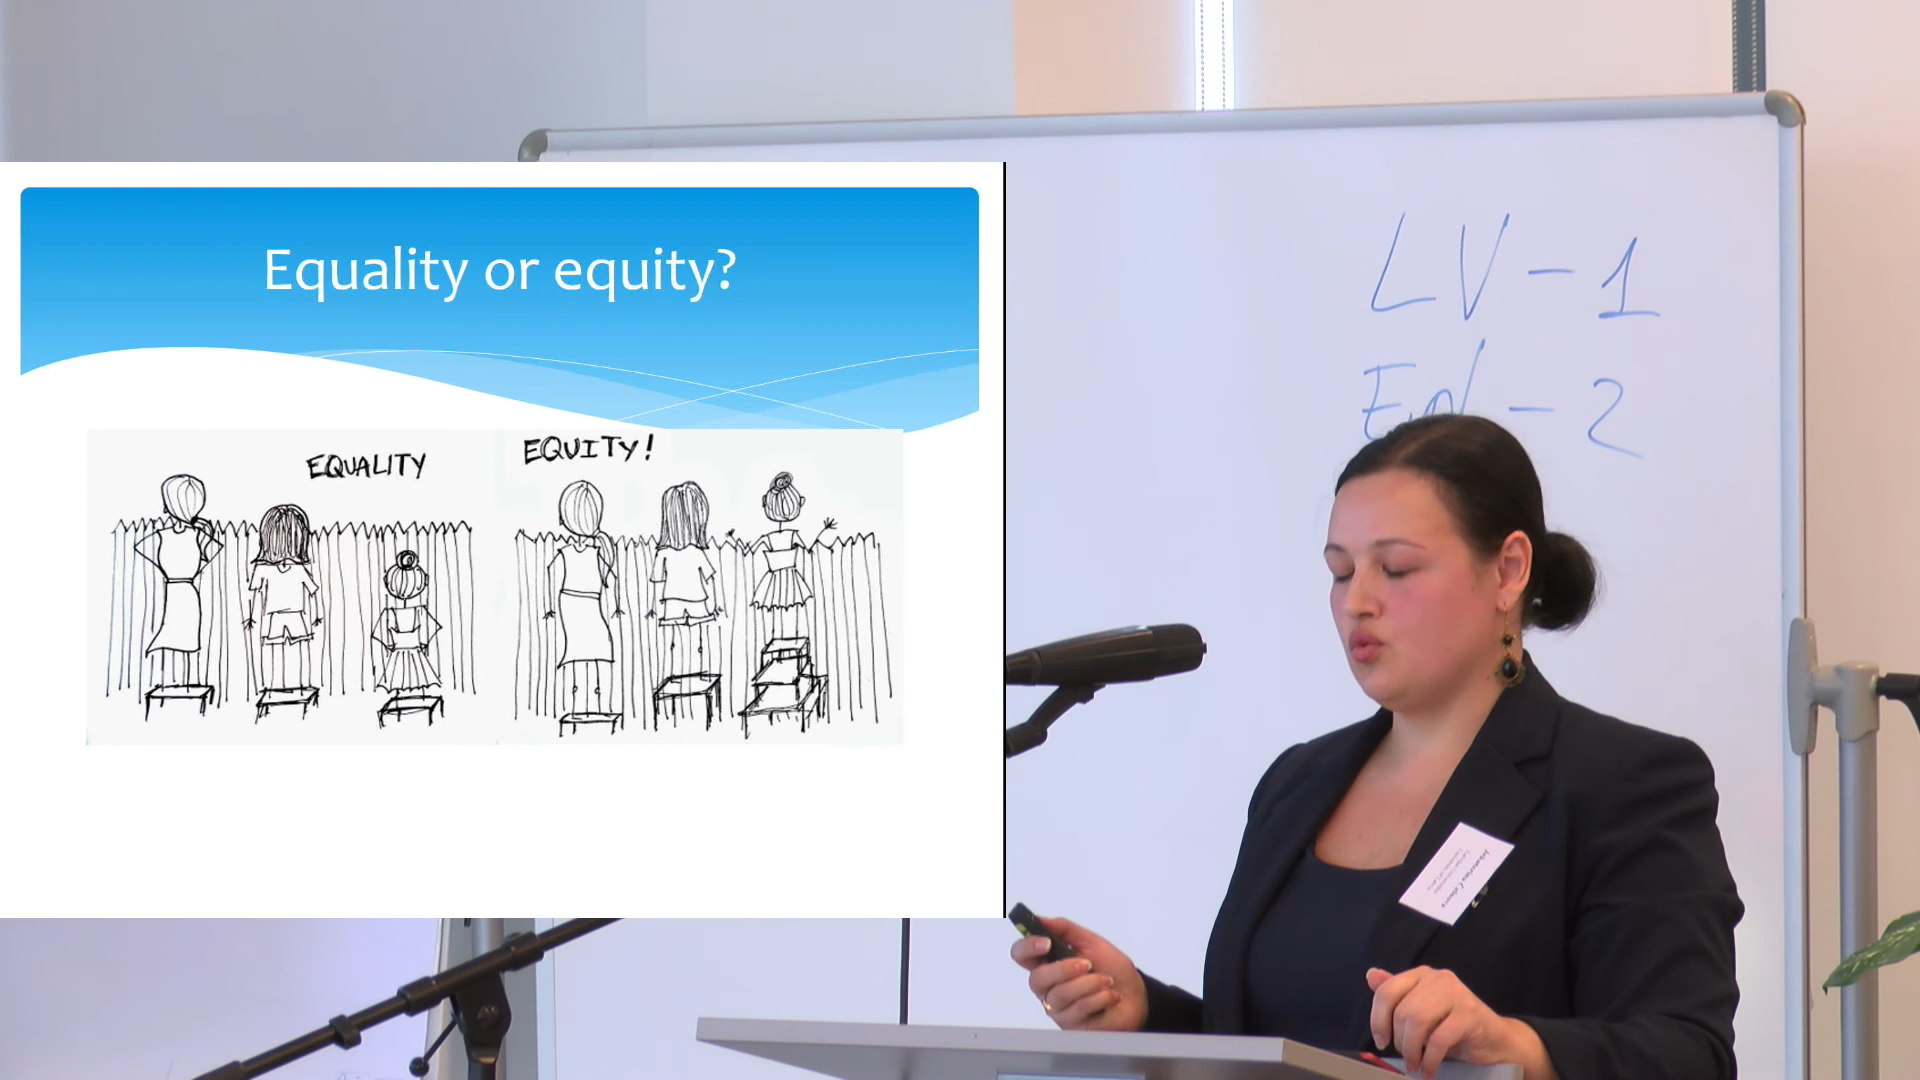 Equality or equity?
EQUALITY
EQUITY!
LV - 1
- 2